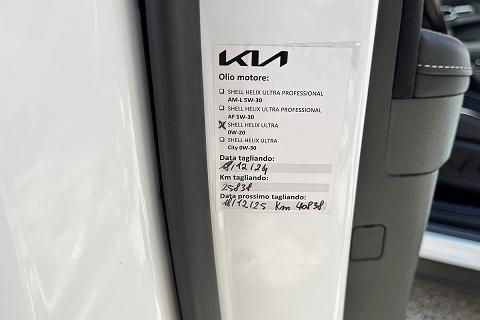 KIA
Olio motore:
☐ SHELL HELIX ULTRA PROFESSIONAL
AM-L 5W-30
☐ SHELL HELIX ULTRA PROFESSIONAL
AF 5W-30
☒ SHELL HELIX ULTRA
0W-20
☐ SHELL HELIX ULTRA
City 0W-30
Data tagliando:
18/12/24
Km tagliando:
25838
Data prossimo tagliando:
18/12/25 Km 40838